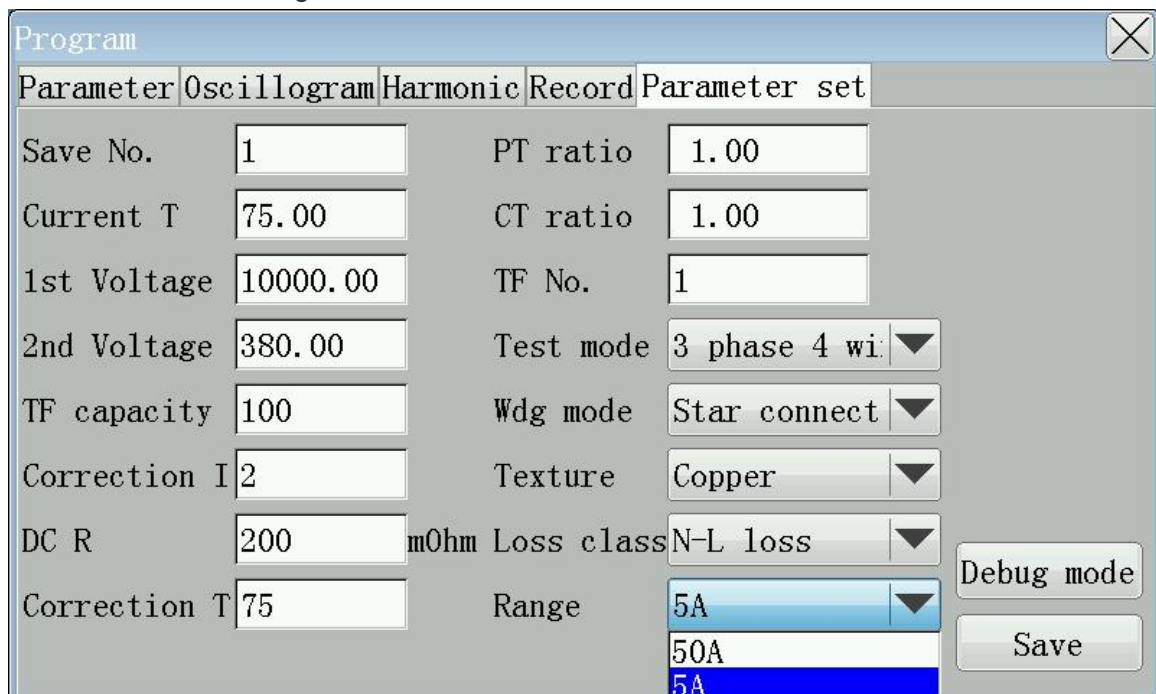 Program
Parameter Oscillogram Harmonic Record Parameter set
Save No. 1 PT ratio 1.00
Current T 75.00 CT ratio 1.00
1st Voltage 10000.00 TF No. 1
2nd Voltage 380.00 Test mode 3 phase 4 wi
TF capacity 100 Wdg mode Star connect
Correction I 2 Texture Copper
DC R 200 mOhm Loss class N-L loss
Debug mode
Correction T 75 Range 5A
50A
Save
5A